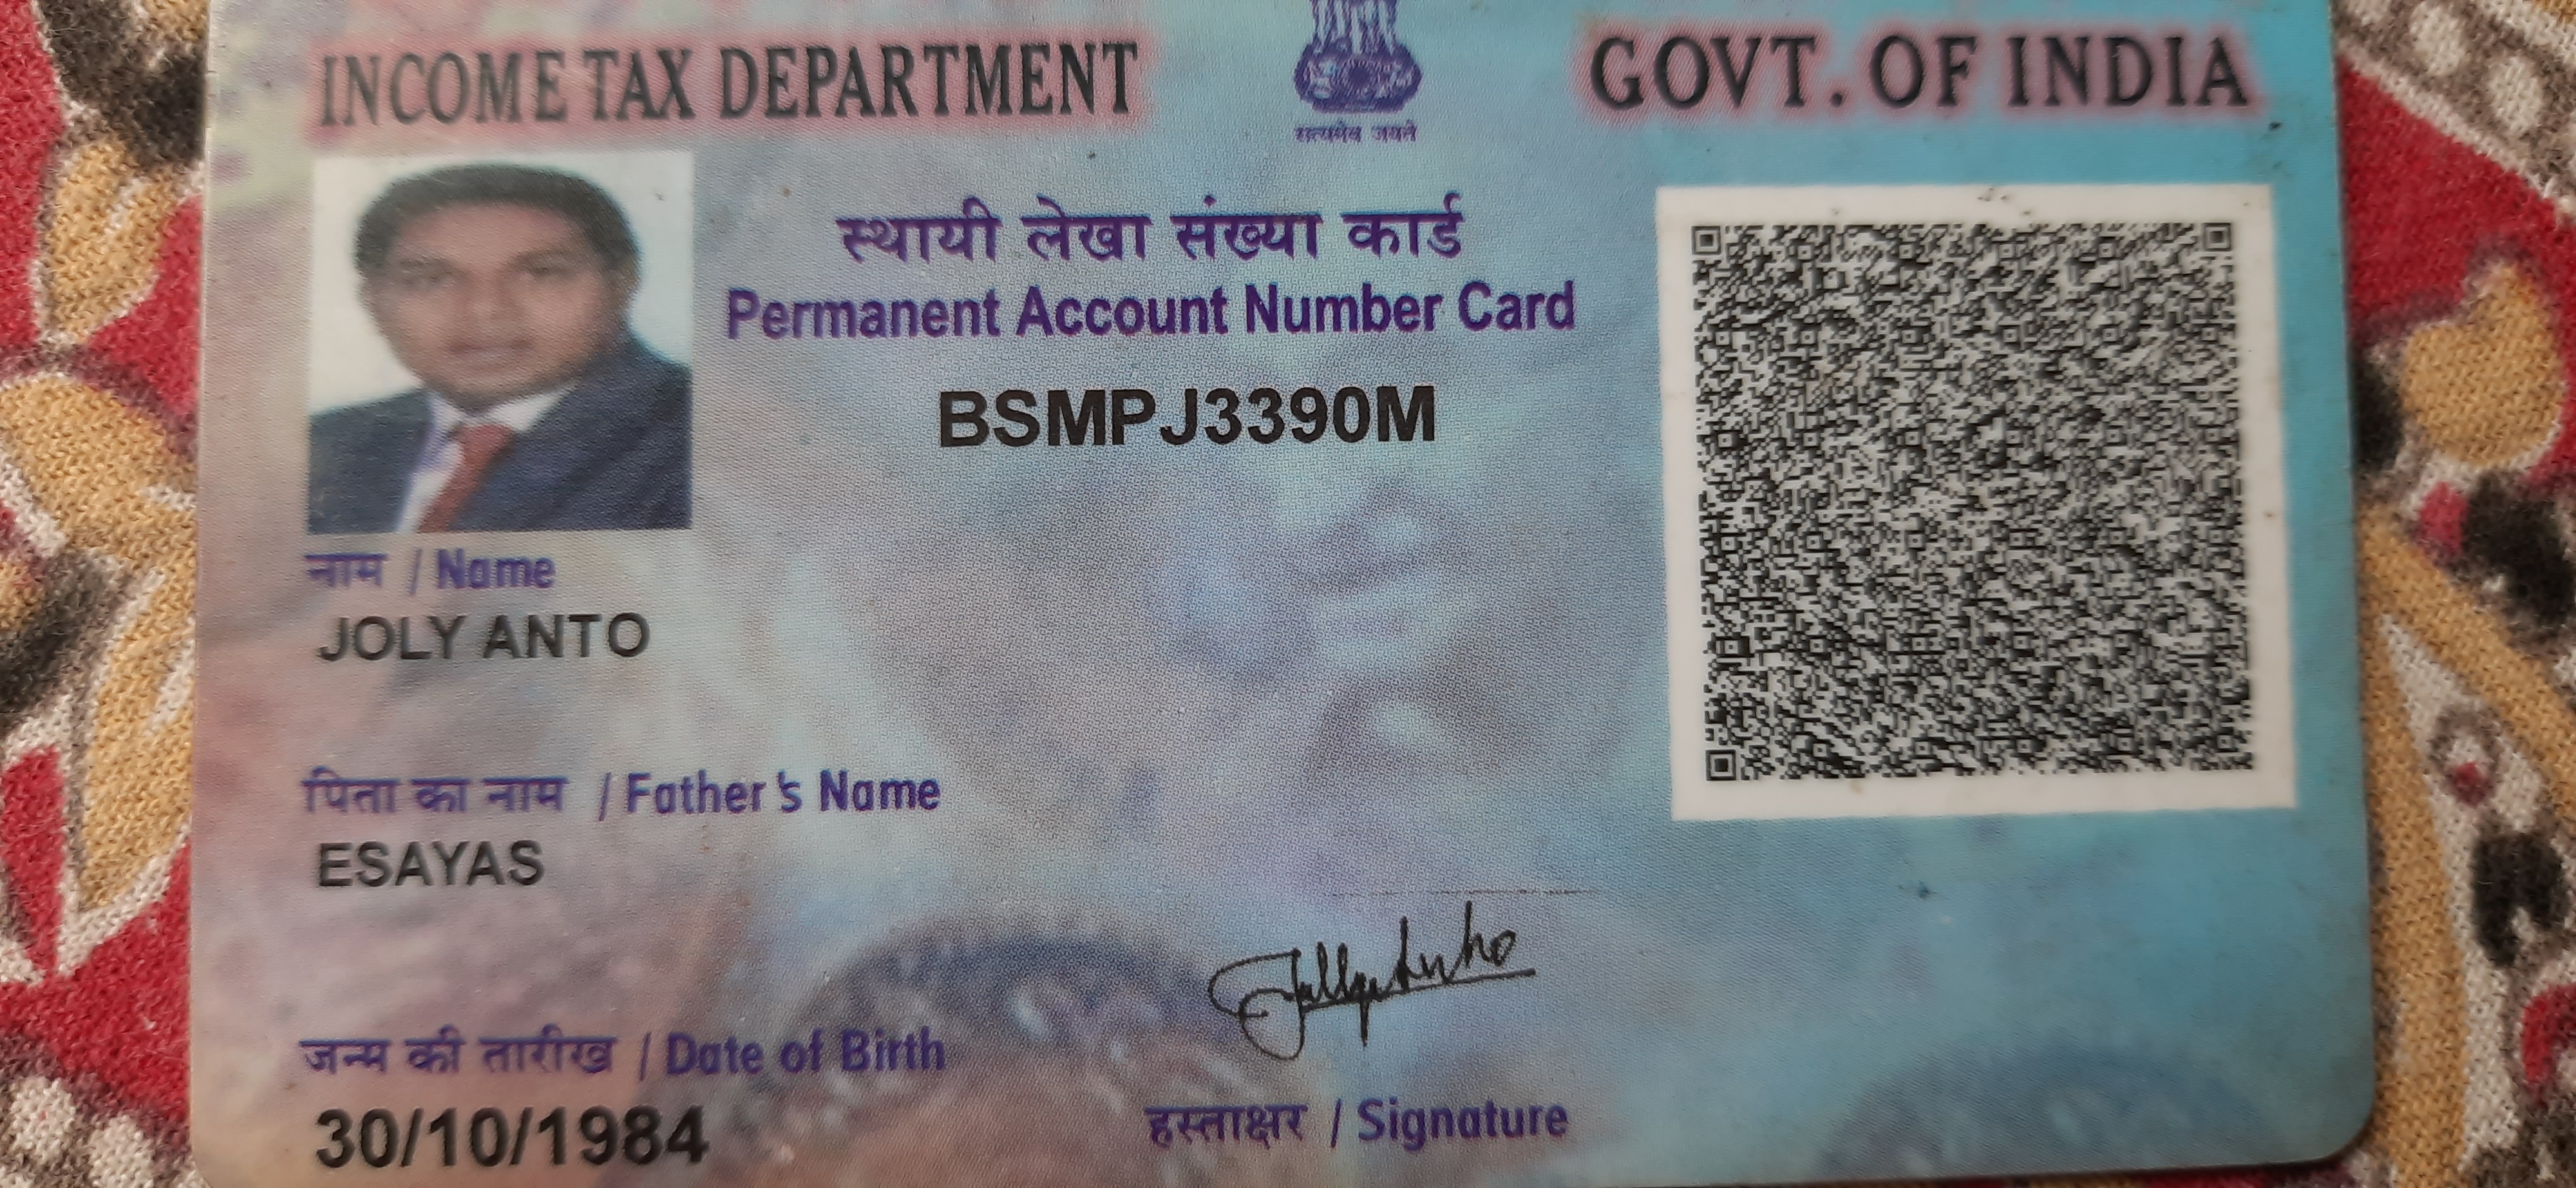 INCOME TAX DEPARTMENT
सत्यमेव जयते
GOVT. OF INDIA
स्थायी लेखा संख्या कार्ड
Permanent Account Number Card
BSMPJ3390M
नाम / Name
JOLY ANTO
पिता का नाम / Father's Name
ESAYAS
जन्म की तारीख / Date of Birth
30/10/1984
हस्ताक्षर / Signature